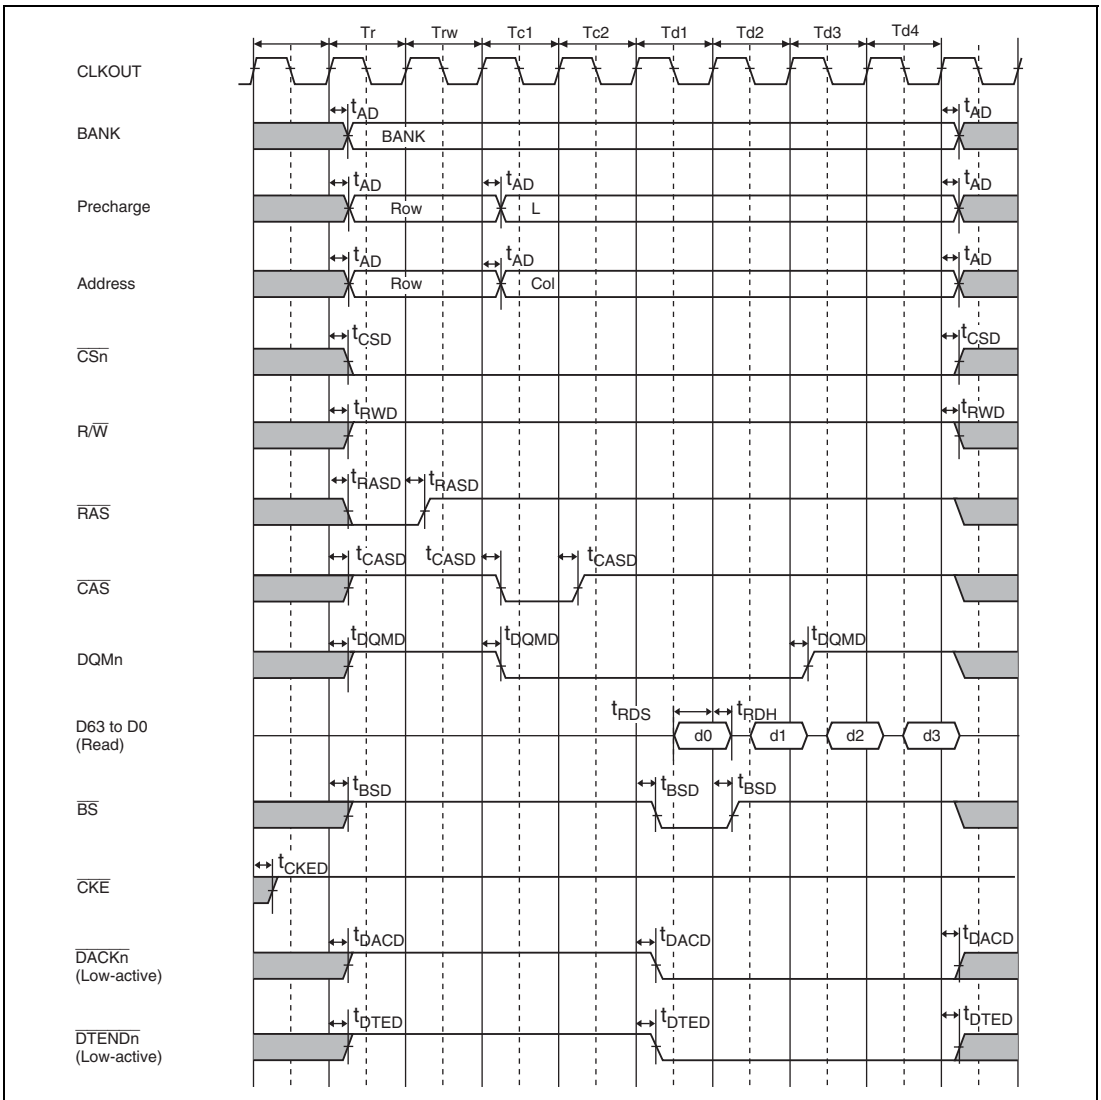 Tr Trw Tc1 Tc2 Td1 Td2 Td3 Td4
CLKOUT
tAD tAD
BANK BANK
tAD tAD tAD
Precharge Row L
tAD tAD tAD
Address Row Col
tCSD tCSD
CSn
tRWD tRWD
R/W
tRASD tRASD
RAS
tCASD tCASD tCASD
CAS
tDQMD tDQMD tDQMD
DQMn
tRDS tRDH
D63 to D0
(Read)
d0 d1 d2 d3
tBSD tBSD tBSD
BS
tCKED
CKE
tDACD tDACD tDACD
DACKn
(Low-active)
tDTED tDTED tDTED
DTENDn
(Low-active)